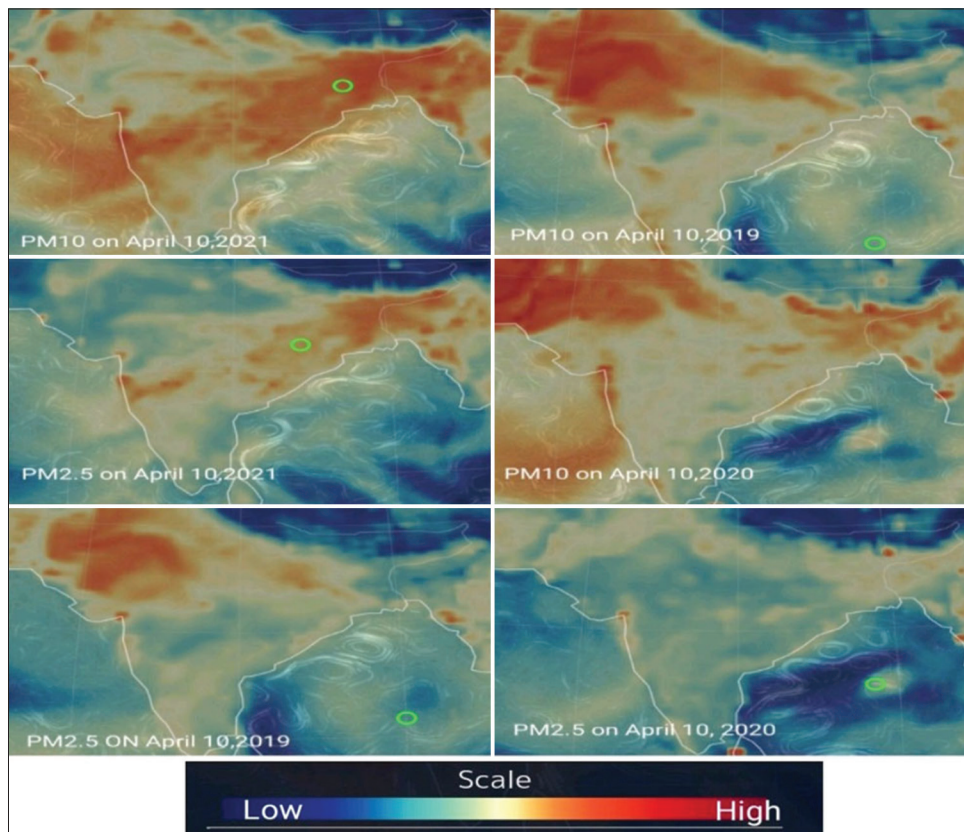 PM10 on April 10,2021
PM10 on April 10,2019
PM2.5 on April 10,2021
PM10 on April 10,2020
PM2.5 ON April 10,2019
PM2.5 on April 10, 2020
Scale
Low High